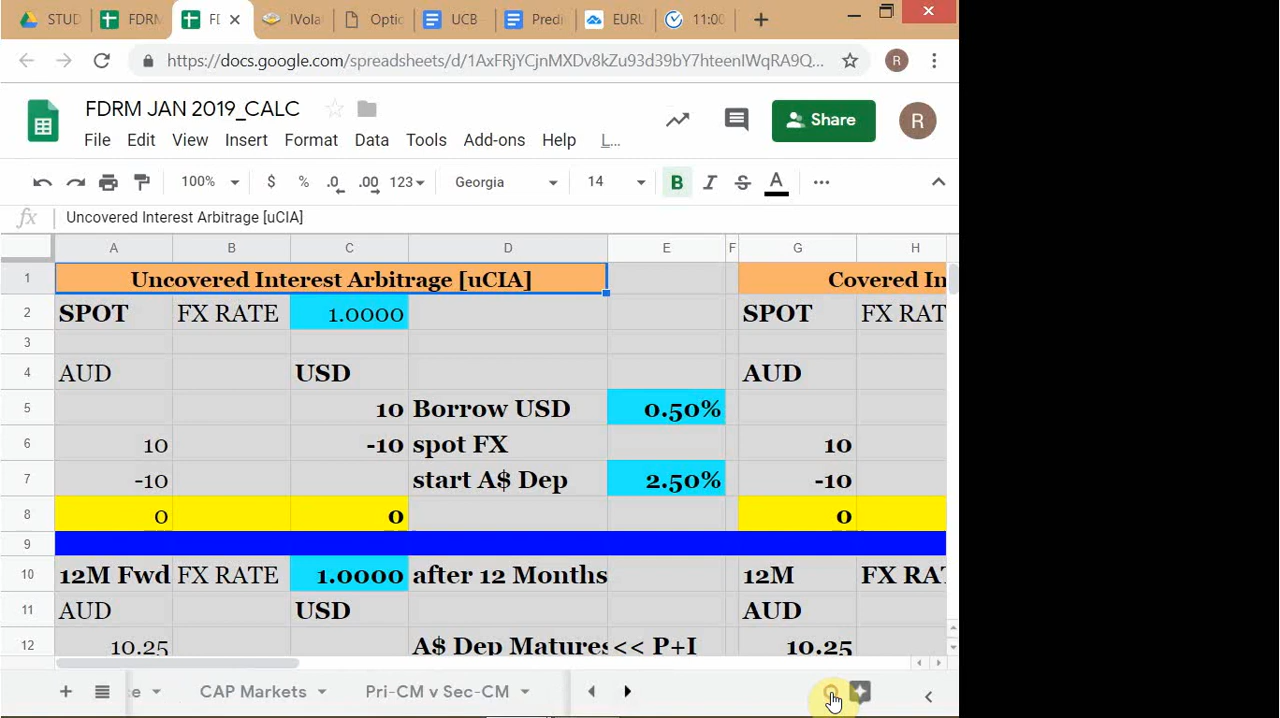 STUD
FDRM
FI
IVola
Optic
UCB
Predi
EURU
11:00
https://docs.google.com/spreadsheets/d/1AxFRjYCjnMXDv8kZu93d39bY7hteenIWqRA9Q...
R
FDRM JAN 2019_CALC
File Edit View Insert Format Data Tools Add-ons Help L...
Share
R
100% $ % .0 .00 123 Georgia 14 B I S A
fx Uncovered Interest Arbitrage [uCIA]
A B C D E F G H
1 Uncovered Interest Arbitrage [uCIA] Covered In
2 SPOT FX RATE 1.0000 SPOT FX RAT
3
4 AUD USD AUD
5 10 Borrow USD 0.50%
6 10 -10 spot FX 10
7 -10 start A$ Dep 2.50% -10
8 0 0 0
9
10 12M Fwd FX RATE 1.0000 after 12 Months 12M FX RAT
11 AUD USD AUD
12 10.25 A$ Dep Matures << P+I 10.25
e CAP Markets Pri-CM v Sec-CM